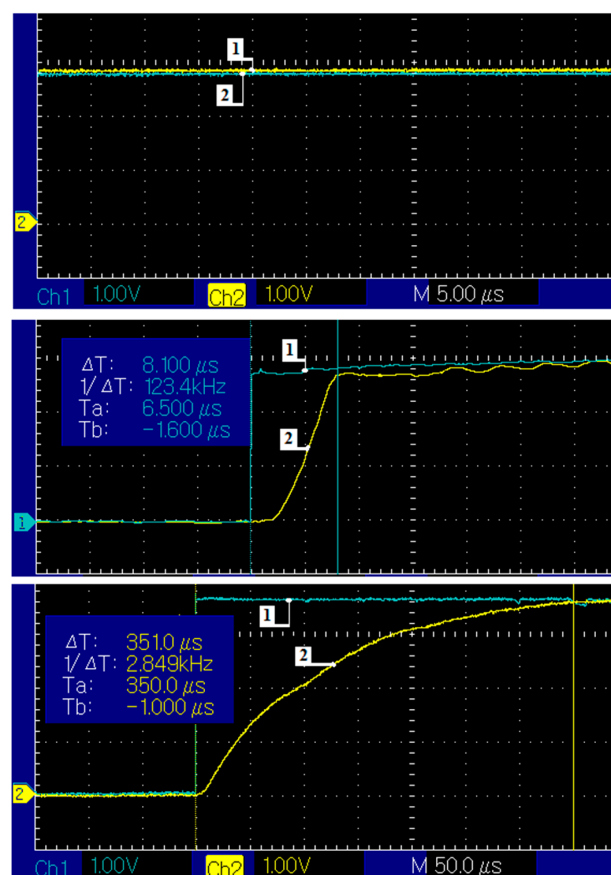 1
2
2
Ch1 1.00V Ch2 1.00V M 5.00 µs
ΔT: 8.100 µs
1/ΔT: 123.4kHz
Ta: 6.500 µs
Tb: -1.600 µs
1
2
1
ΔT: 351.0 µs
1/ΔT: 2.849kHz
Ta: 350.0 µs
Tb: -1.000 µs
1
2
2
Ch1 1.00V Ch2 1.00V M 50.0 µs